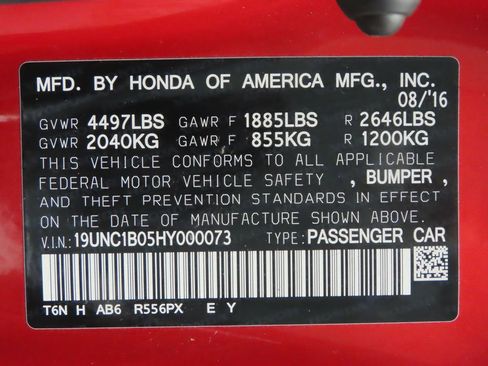 MFD. BY HONDA OF AMERICA MFG., INC.
08/'16
GVWR 4497LBS GAWR F 1885LBS R 2646LBS
GVWR 2040KG GAWR F 855KG R 1200KG
THIS VEHICLE CONFORMS TO ALL APPLICABLE
FEDERAL MOTOR VEHICLE SAFETY , BUMPER ,
AND THEFT PREVENTION STANDARDS IN EFFECT
ON THE DATE OF MANUFACTURE SHOWN ABOVE.
V.I.N: 19UNC1B05HY000073 TYPE: PASSENGER CAR
T6N H AB6 R556PX E Y